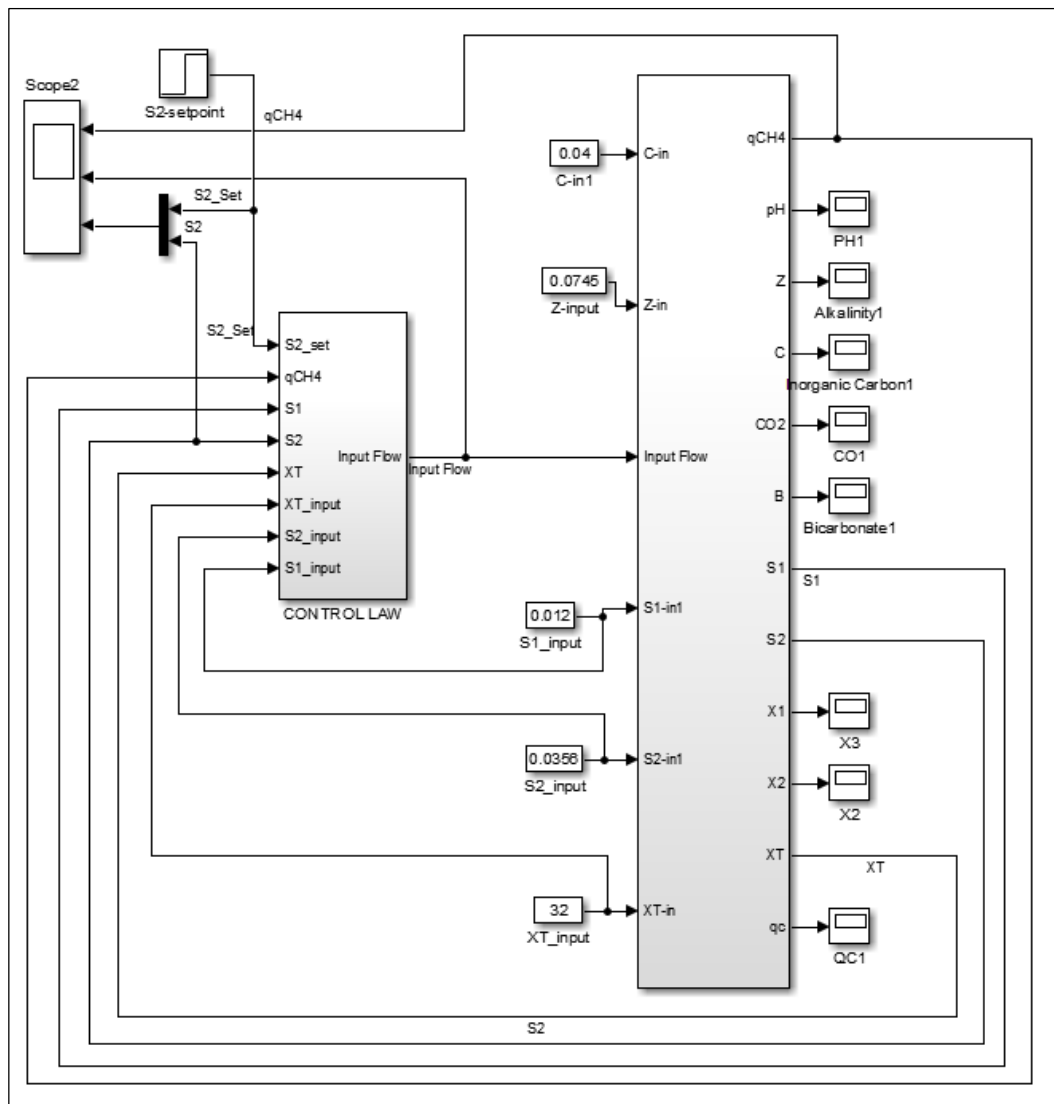 Scope2
S2-setpoint
qCH4
S2_Set
S2
S2_Set
S2_set
qCH4
S1
S2
XT
XT_input
S2_input
S1_input
Input Flow
Input Flow
CONTROL LAW
0.04
C-in1
0.0745
Z-input
0.012
S1_input
0.0356
S2_input
32
XT_input
C-in
Z-in
Input Flow
S1-in1
S2-in1
XT-in
qCH4
pH
Z
C
CO2
B
S1
S2
X1
X2
XT
qc
PH1
Alkalinity1
Inorganic Carbon1
CO1
Bicarbonate1
S1
X3
X2
XT
QC1
S2